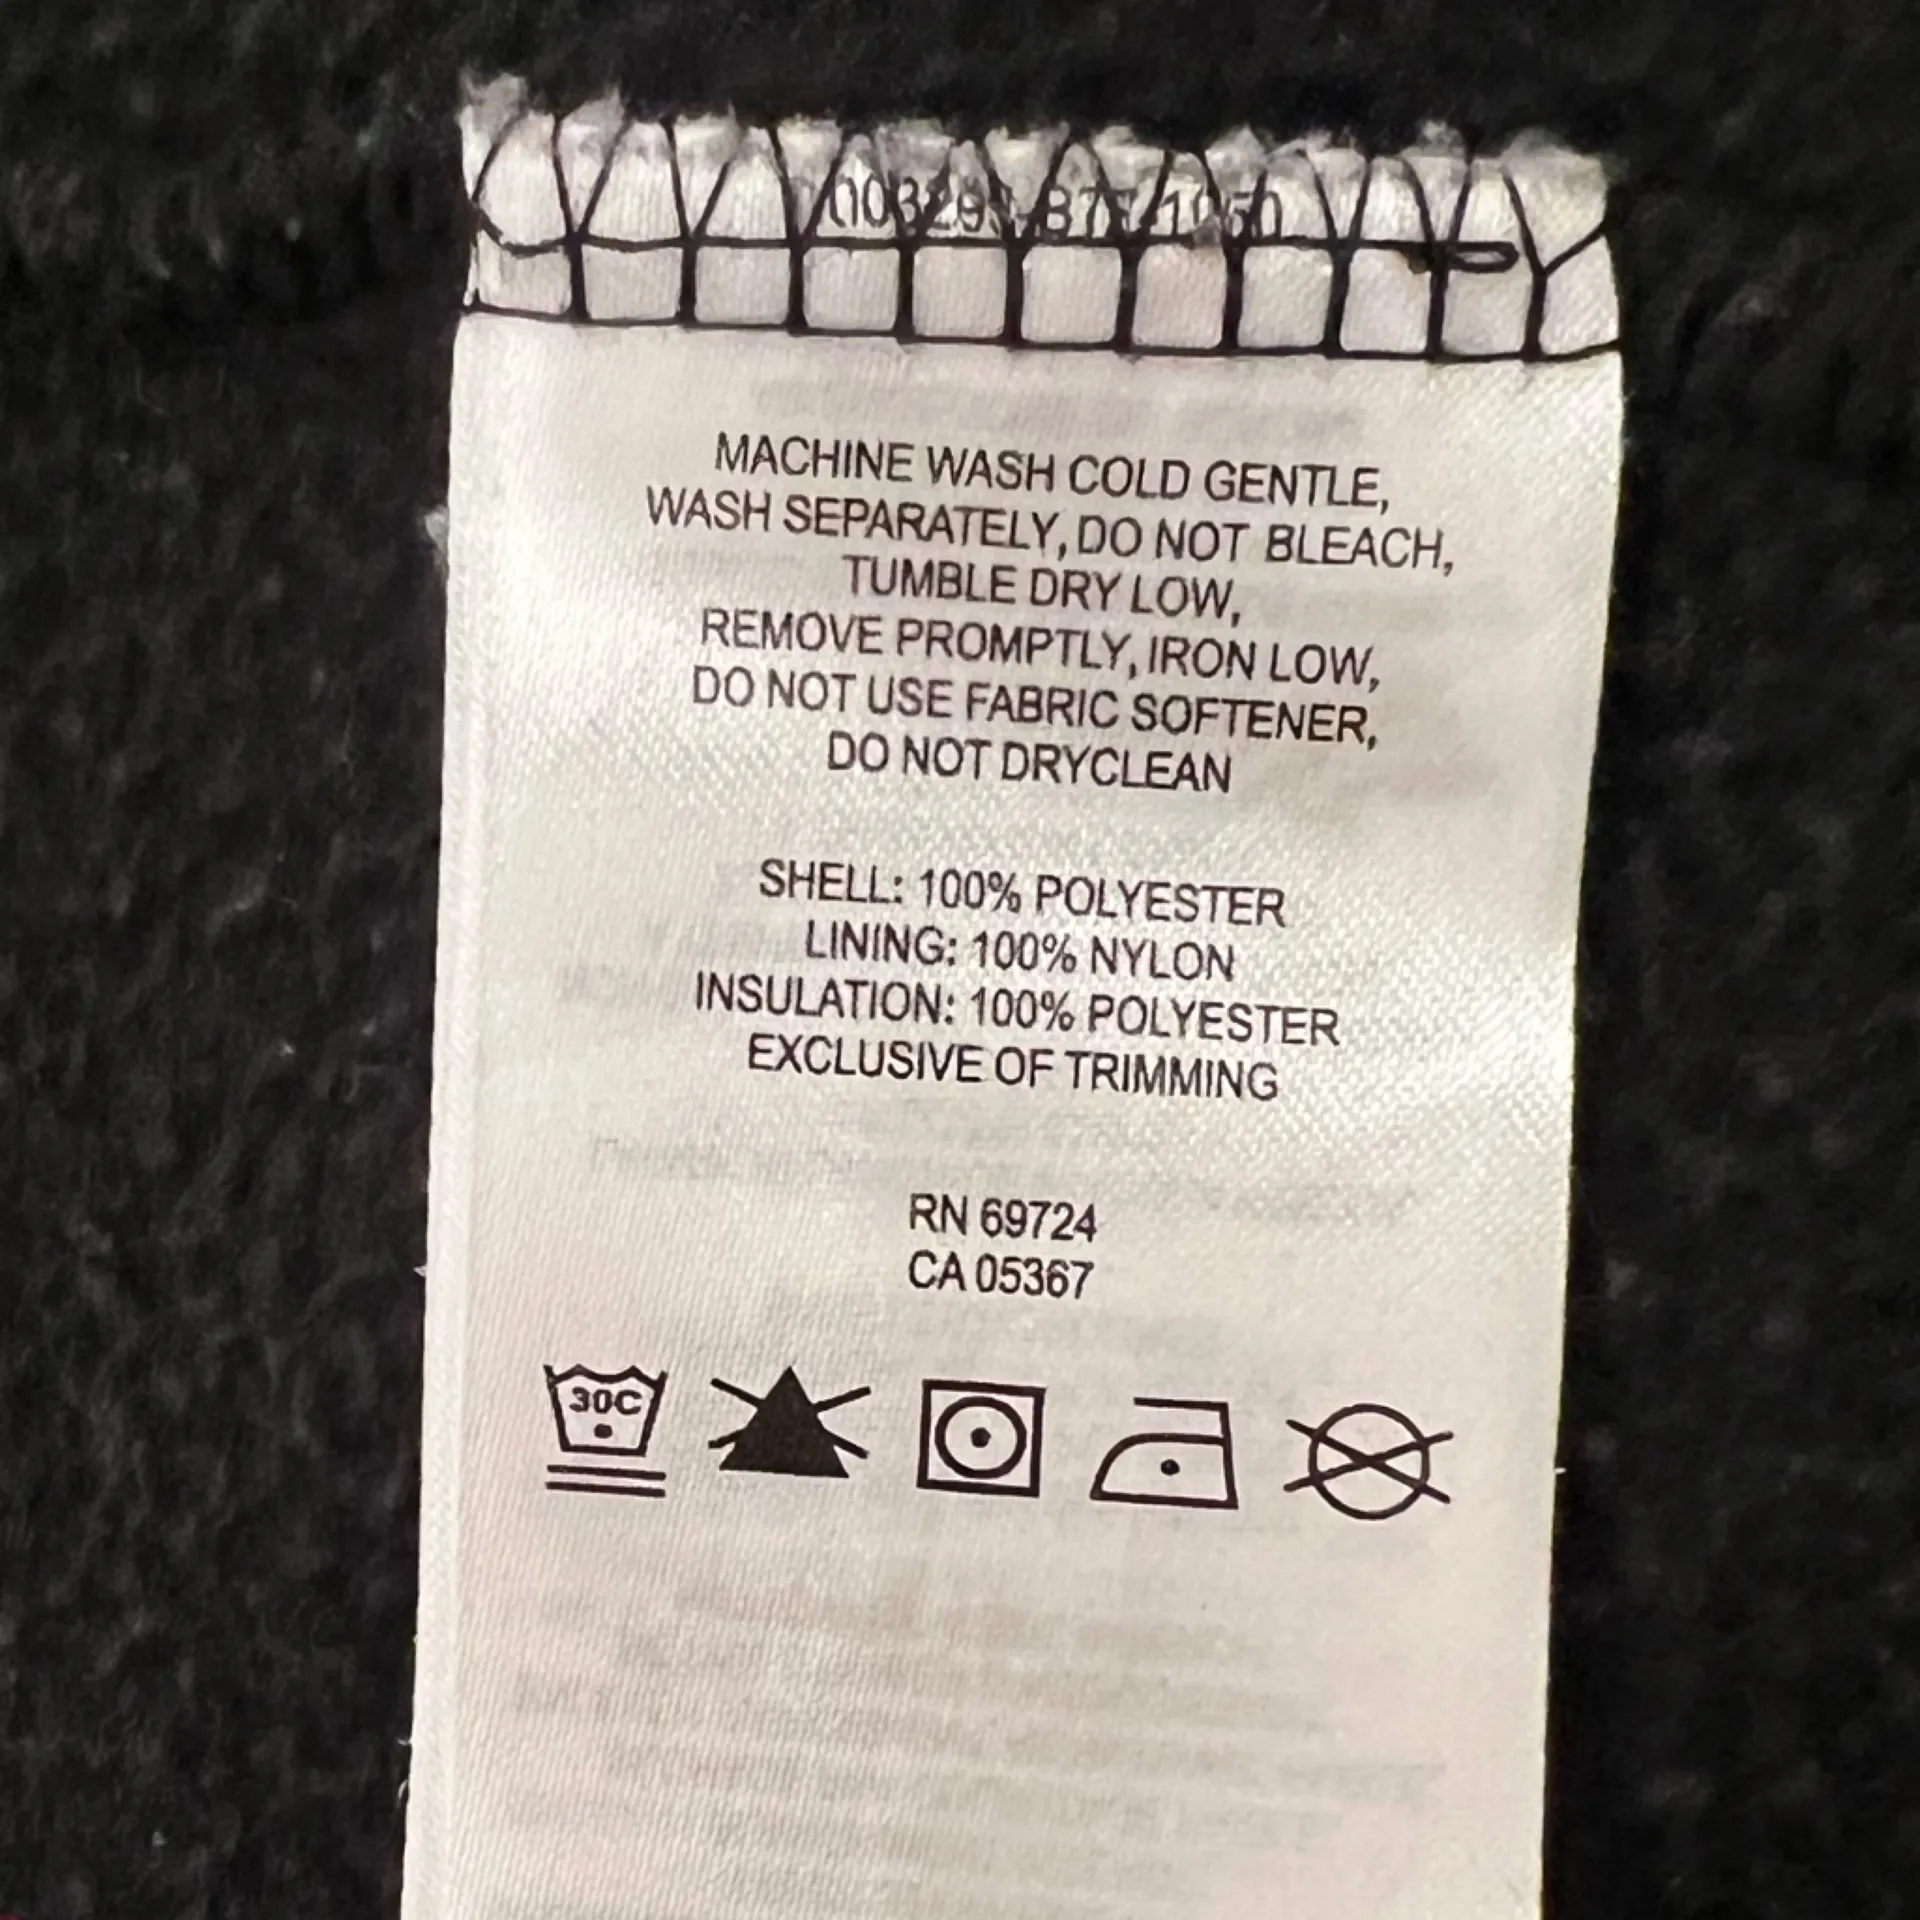 MACHINE WASH COLD GENTLE,
WASH SEPARATELY, DO NOT BLEACH,
TUMBLE DRY LOW,
REMOVE PROMPTLY, IRON LOW,
DO NOT USE FABRIC SOFTENER,
DO NOT DRYCLEAN
SHELL: 100% POLYESTER
LINING: 100% NYLON
INSULATION: 100% POLYESTER
EXCLUSIVE OF TRIMMING
RN 69724
CA 05367
30C